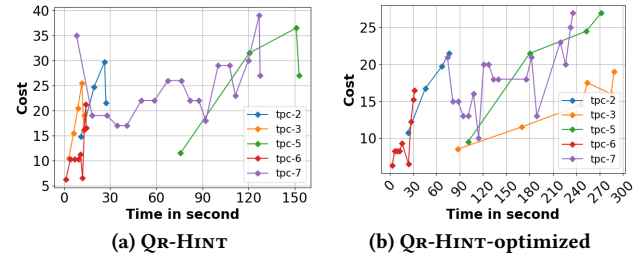 40
35
30
25
20
15
10
5
Cost
tpc-2
tpc-3
tpc-5
tpc-6
tpc-7
0 30 60 90 120 150
Time in second
(a) QR-HINT
25
20
15
10
Cost
tpc-2
tpc-3
tpc-5
tpc-6
tpc-7
0 30 60 90 120 150 180 210 240 270 300
Time in second
(b) QR-HINT-optimized